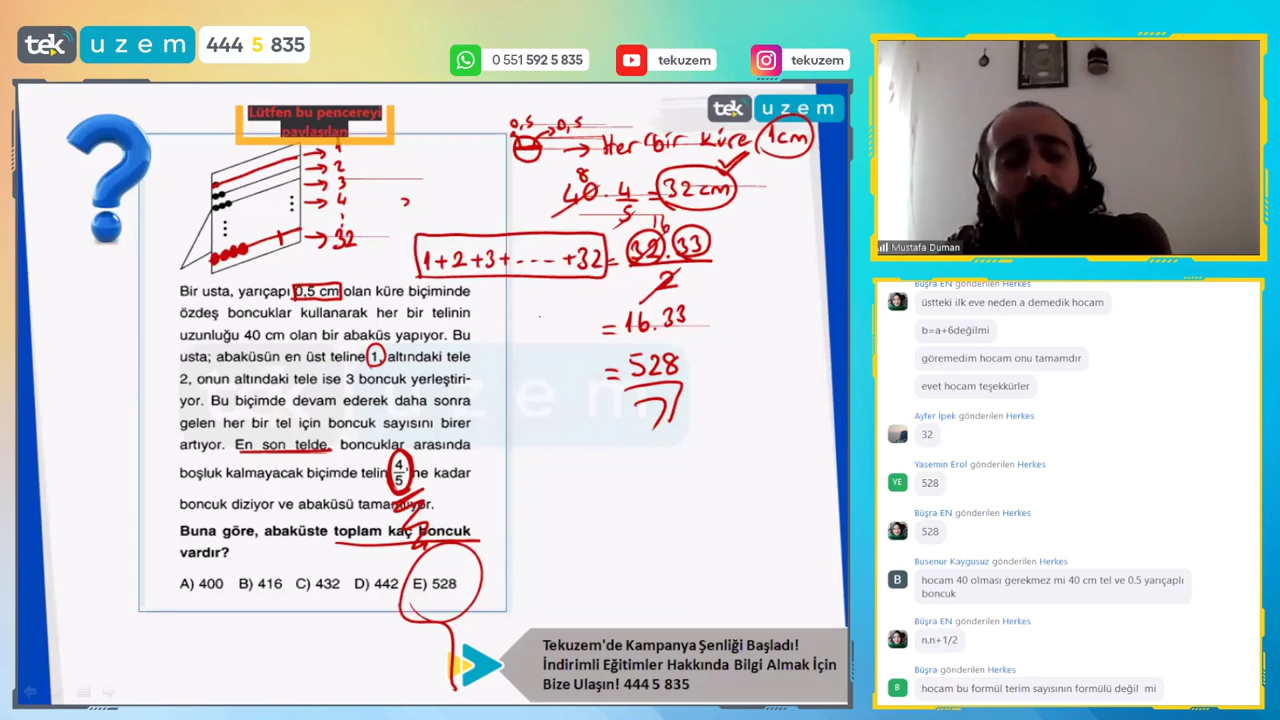 tek
uzem
444 5 835
0 551 592 5 835
tekuzem
tekuzem
tek uzem
Lütfen bu pencereyi
paylaşılan
→ 1
→ 2
→ 3
→ 4
→ 32
0,5 → 0,5
→ Her bir küre 1cm
8
40 . 4/5 = 32 cm
16
1+2+3+.....+32 = 32.33
2
= 16.33
= 528
Bir usta, yarıçapı 0,5 cm olan küre biçiminde
özdeş boncuklar kullanarak her bir telinin
uzunluğu 40 cm olan bir abaküs yapıyor. Bu
usta; abaküsün en üst teline 1, altındaki tele
2, onun altındaki tele ise 3 boncuk yerleştiri-
yor. Bu biçimde devam ederek daha sonra
gelen her bir tel için boncuk sayısını birer
artıyor. En son telde, boncuklar arasında
boşluk kalmayacak biçimde telin 4/5'ne kadar
boncuk diziyor ve abaküsü tamamlıyor.
Buna göre, abaküste toplam kaç boncuk
vardır?
A) 400 B) 416 C) 432 D) 442 E) 528
uzem
Tekuzem'de Kampanya Şenliği Başladı!
İndirimli Eğitimler Hakkında Bilgi Almak İçin
Bize Ulaşın! 444 5 835
Mustafa Duman
Büşra EN gönderilen Herkes
üstteki ilk eve neden a demedik hocam
b=a+6değilmi
göremedim hocam onu tamamdır
evet hocam teşekkürler
Ayfer İpek gönderilen Herkes
32
Yasemin Erol gönderilen Herkes
YE
528
Büşra EN gönderilen Herkes
528
Busenur Kaygusuz gönderilen Herkes
B
hocam 40 olması gerekmez mi 40 cm tel ve 0.5 yarıçaplı
boncuk
Büşra EN gönderilen Herkes
n.n+1/2
Büşra gönderilen Herkes
B
hocam bu formül terim sayısının formülü değil mi